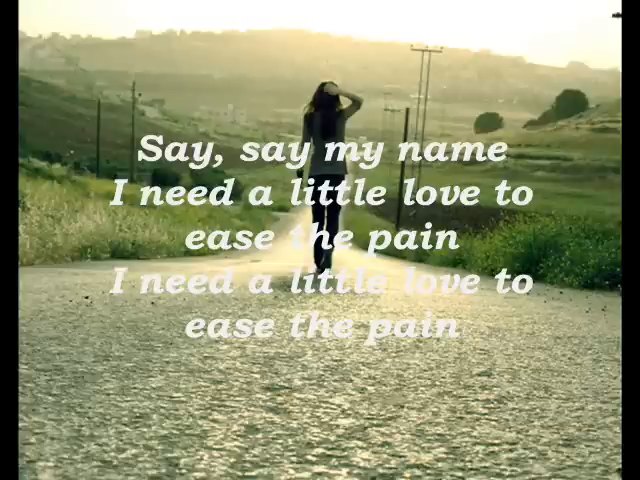 Say, say my name
I need a little love to
ease the pain
I need a little love to
ease the pain